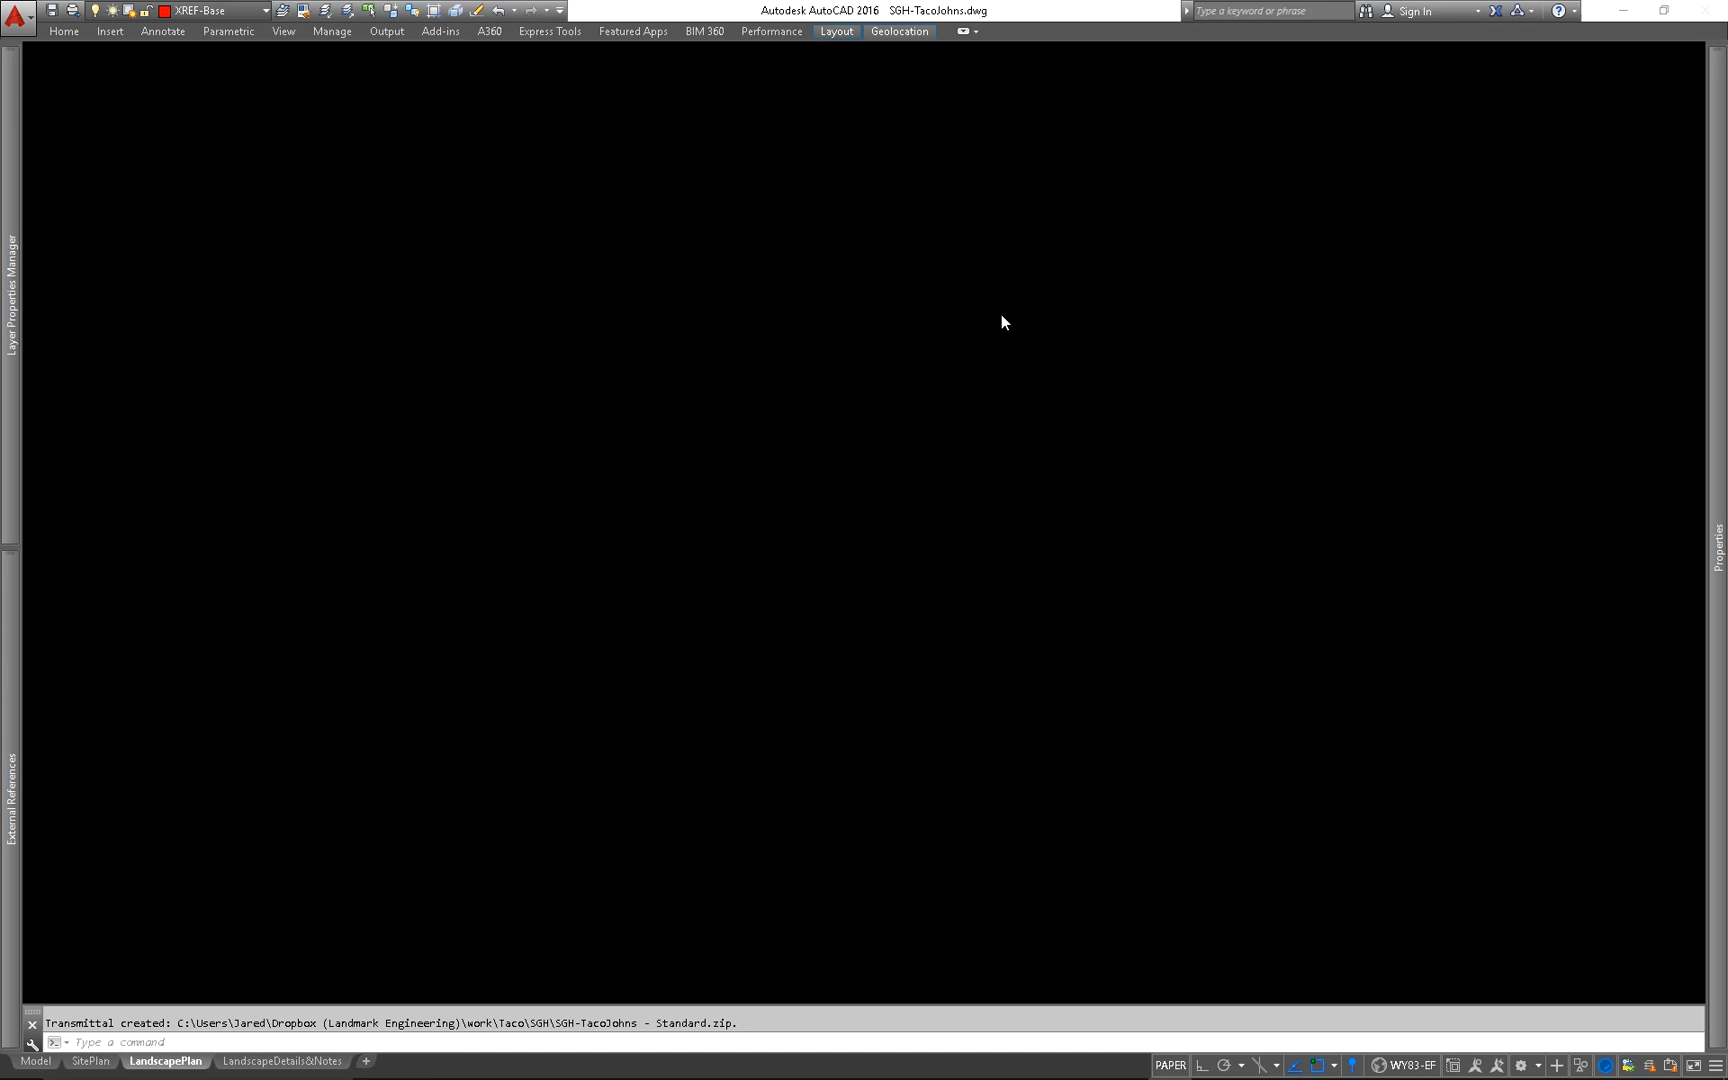 XREF-Base
Autodesk AutoCAD 2016 SGH-TacoJohns.dwg
Type a keyword or phrase
Sign In
Home Insert Annotate Parametric View Manage Output Add-ins A360 Express Tools Featured Apps BIM 360 Performance Layout Geolocation
Layer Properties Manager
Properties
External References
Transmittal created: C:\Users\Jared\Dropbox (Landmark Engineering)\work\Taco\SGH\SGH-TacoJohns - Standard.zip.
Type a command
Model SitePlan LandscapePlan LandscapeDetails&Notes +
PAPER WY83-EF